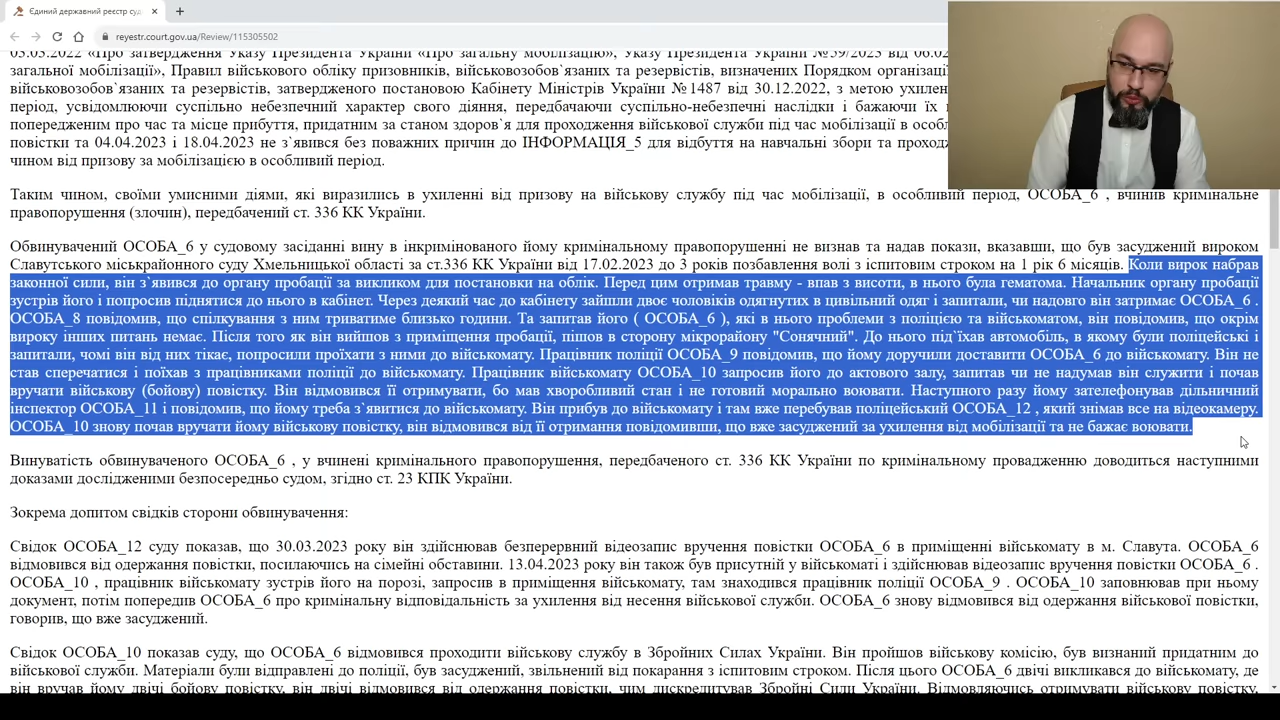 Єдиний державний реєстр суд
reyestr.court.gov.ua/Review/115305502
03.03.2022 «Про затвердження Указу Президента України «Про загальну мобілізацію», Указу Президента України №59/2023 від 06.02
загальної мобілізації», Правил військового обліку призовників, військовозобов`язаних та резервістів, визначених Порядком організації
військовозобов`язаних та резервістів, затвердженого постановою Кабінету Міністрів України №1487 від 30.12.2022, з метою ухилен
період, усвідомлюючи суспільно небезпечний характер свого діяння, передбачаючи суспільно-небезпечні наслідки і бажаючи їх
попередженим про час та місце прибуття, придатним за станом здоров`я для проходження військової служби під час мобілізації в особл
повістки та 04.04.2023 і 18.04.2023 не з`явився без поважних причин до ІНФОРМАЦІЯ_5 для відбуття на навчальні збори та проход
чином від призову за мобілізацією в особливий період.
Таким чином, своїми умисними діями, які виразились в ухиленні від призову на військову службу під час мобілізації, в особливий період, ОСОБА_6 , вчинив кримінальне
правопорушення (злочин), передбачений ст. 336 КК України.
Обвинувачений ОСОБА_6 у судовому засіданні вину в інкримінованого йому кримінальному правопорушенні не визнав та надав покази, вказавши, що був засуджений вироком
Славутського міськрайонного суду Хмельницької області за ст.336 КК України від 17.02.2023 до 3 років позбавлення волі з іспитовим строком на 1 рік 6 місяців. Коли вирок набрав
законної сили, він з`явився до органу пробації за викликом для постановки на облік. Перед цим отримав травму - впав з висоти, в нього була гематома. Начальник органу пробації
зустрів його і попросив піднятися до нього в кабінет. Через деякий час до кабінету зайшли двоє чоловіків одягнутих в цивільний одяг і запитали, чи надовго він затримає ОСОБА_6 .
ОСОБА_8 повідомив, що спілкування з ним триватиме близько години. Та запитав його ( ОСОБА_6 ), які в нього проблеми з поліцією та військоматом, він повідомив, що окрім
вироку інших питань немає. Після того як він вийшов з приміщення пробації, пішов в сторону мікрорайону "Сонячний". До нього під`їхав автомобіль, в якому були поліцейські і
запитали, чомі він від них тікає, попросили проїхати з ними до військомату. Працівник поліції ОСОБА_9 повідомив, що йому доручили доставити ОСОБА_6 до військомату. Він не
став сперечатися і поїхав з працівниками поліції до військомату. Працівник військомату ОСОБА_10 запросив його до актового залу, запитав чи не надумав він служити і почав
вручати військову (бойову) повістку. Він відмовився її отримувати, бо мав хворобливий стан і не готовий морально воювати. Наступного разу йому зателефонував дільничний
інспектор ОСОБА_11 і повідомив, що йому треба з`явитися до військомату. Він прибув до військомату і там вже перебував поліцейський ОСОБА_12 , який знімав все на відеокамеру.
ОСОБА_10 знову почав вручати йому військову повістку, він відмовився від її отримання повідомивши, що вже засуджений за ухилення від мобілізації та не бажає воювати.
Винуватість обвинуваченого ОСОБА_6 , у вчинені кримінального правопорушення, передбаченого ст. 336 КК України по кримінальному провадженню доводиться наступними
доказами дослідженими безпосередньо судом, згідно ст. 23 КПК України.
Зокрема допитом свідків сторони обвинувачення:
Свідок ОСОБА_12 суду показав, що 30.03.2023 року він здійснював безперервний відеозапис вручення повістки ОСОБА_6 в приміщенні військомату в м. Славута. ОСОБА_6
відмовився від одержання повістки, посилаючись на сімейні обставини. 13.04.2023 року він також був присутній у військоматі і здійснював відеозапис вручення повістки ОСОБА_6 .
ОСОБА_10 , працівник військомату зустрів його на порозі, запросив в приміщення військомату, там знаходився працівник поліції ОСОБА_9 . ОСОБА_10 заповнював при ньому
документ, потім попередив ОСОБА_6 про кримінальну відповідальність за ухилення від несення військової служби. ОСОБА_6 знову відмовився від одержання військової повістки,
говорив, що вже засуджений.
Свідок ОСОБА_10 показав суду, що ОСОБА_6 відмовився проходити військову службу в Збройних Силах України. Він пройшов військову комісію, був визнаний придатним до
військової служби. Матеріали були відправлені до поліції, був засуджений, звільнений від покарання з іспитовим строком. Після цього ОСОБА_6 двічі викликався до військомату, де
він вручав йому двічі бойову повістку, він двічі відмовився від одержання повістки, чим дискредитував Збройні Сили України. Відмовляючись отримувати військову повістку,